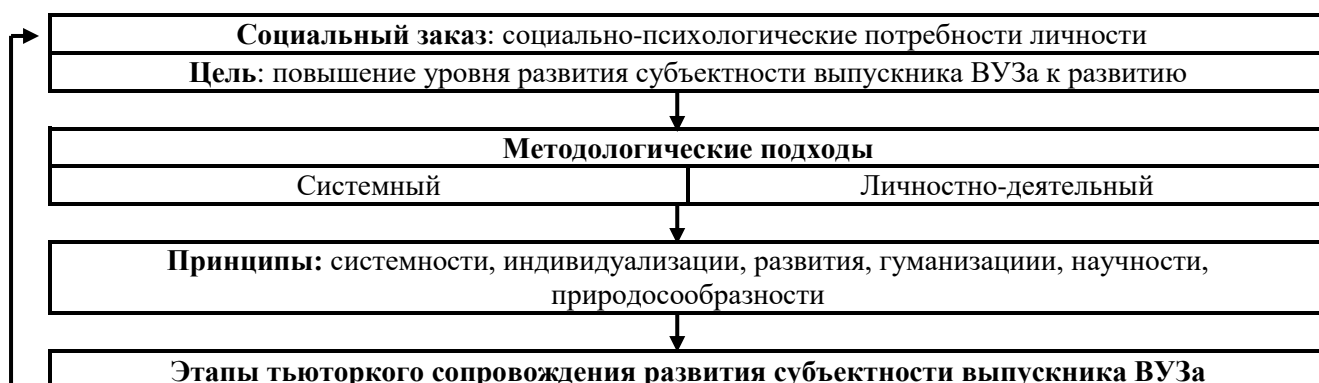 Социальный заказ: социально-психологические потребности личности
Цель: повышение уровня развития субъектности выпускника ВУЗа к развитию
Методологические подходы
Системный
Личностно-деятельный
Принципы: системности, индивидуализации, развития, гуманизациии, научности,
природосообразности
Этапы тьюторкого сопровождения развития субъектности выпускника ВУЗа